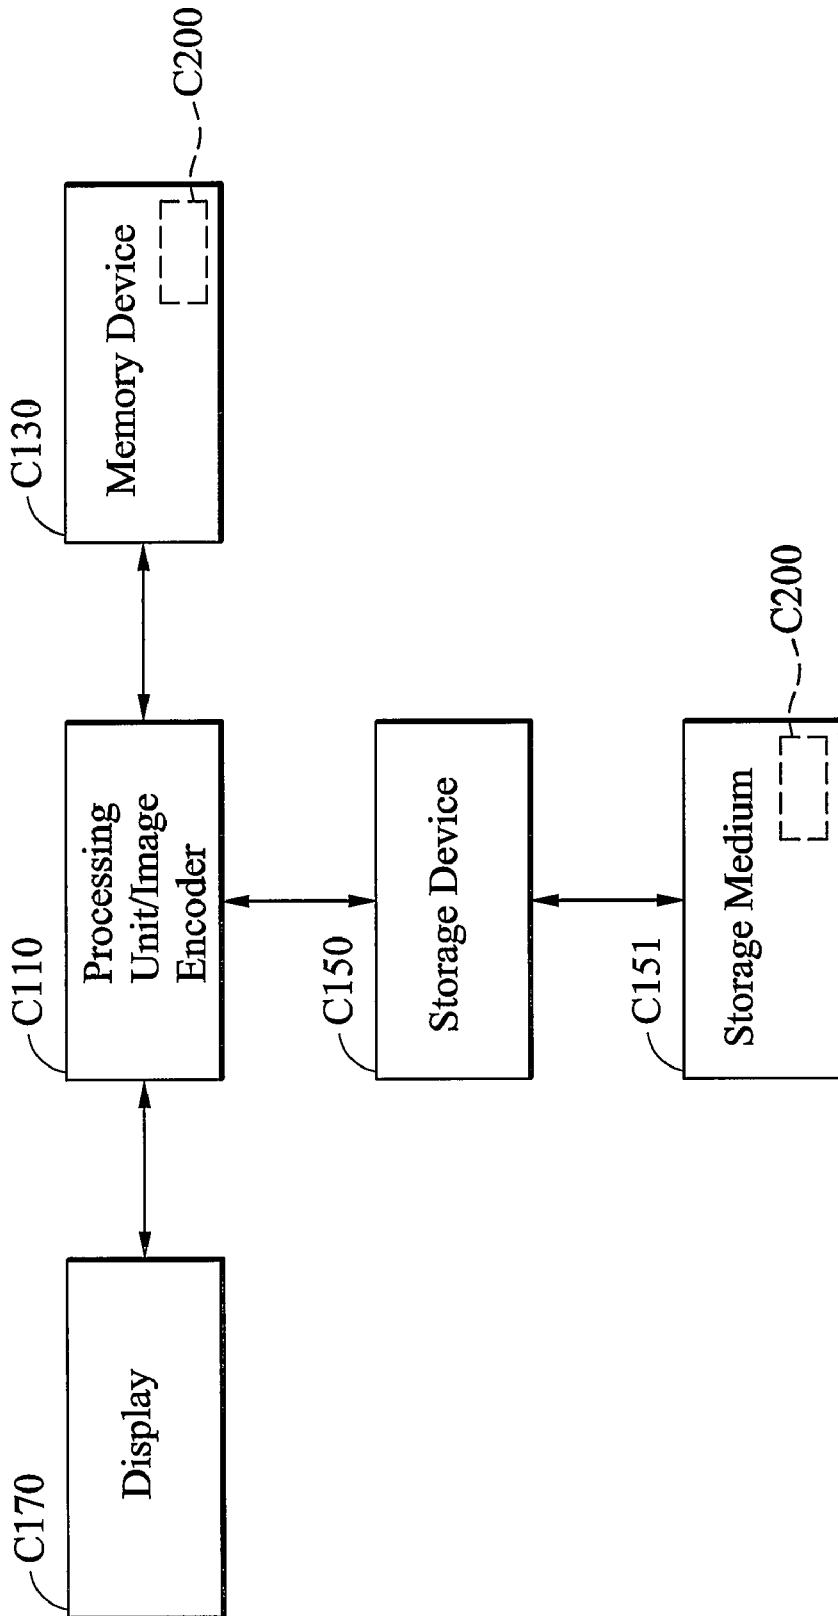 C170
Display
C110
Processing
Unit/Image
Encoder
C130
Memory Device
C200
C150
Storage Device
C151
Storage Medium
C200